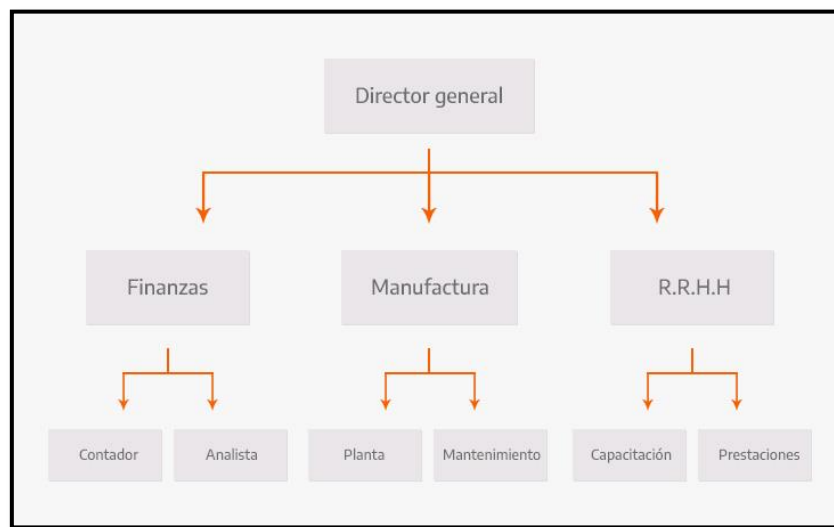 Director general
Finanzas
Manufactura
R.R.H.H
Contador
Analista
Planta
Mantenimiento
Capacitación
Prestaciones